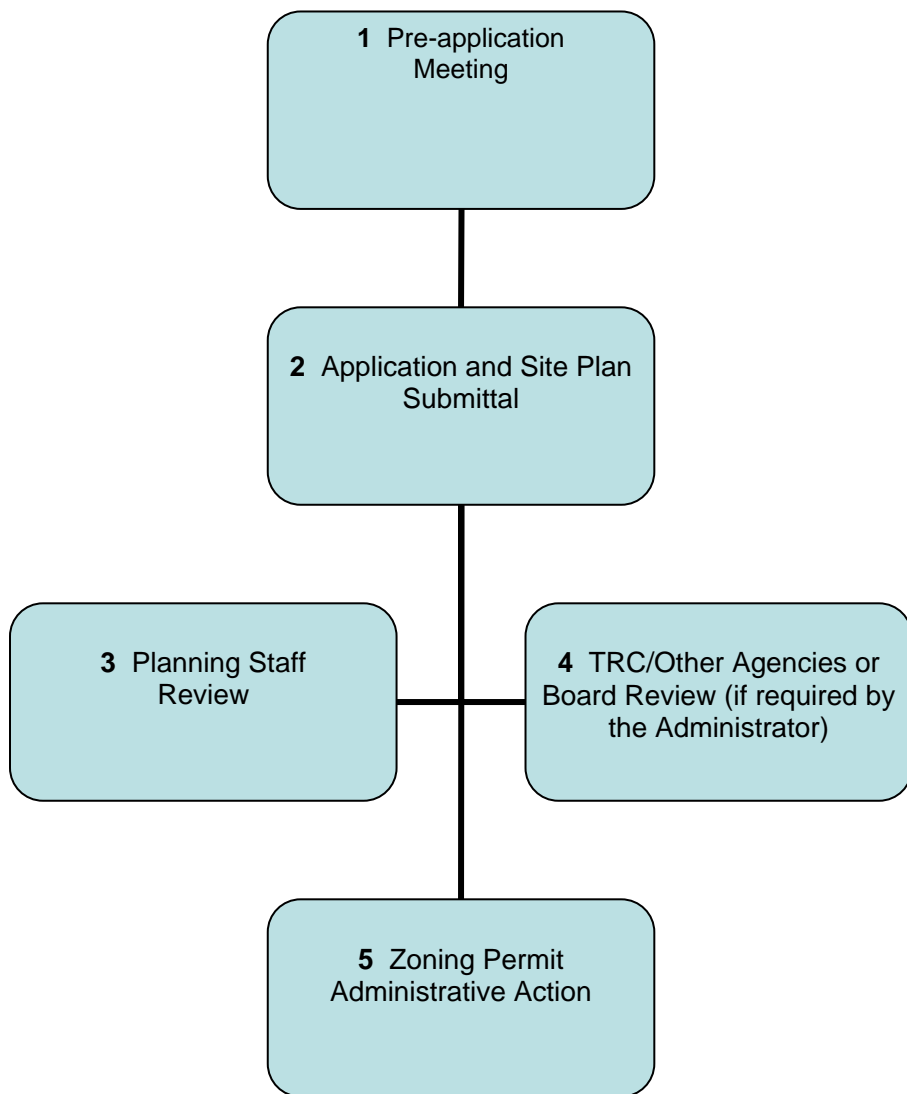 1 Pre-application
Meeting
2 Application and Site Plan
Submittal
3 Planning Staff
Review
4 TRC/Other Agencies or
Board Review (if required by
the Administrator)
5 Zoning Permit
Administrative Action